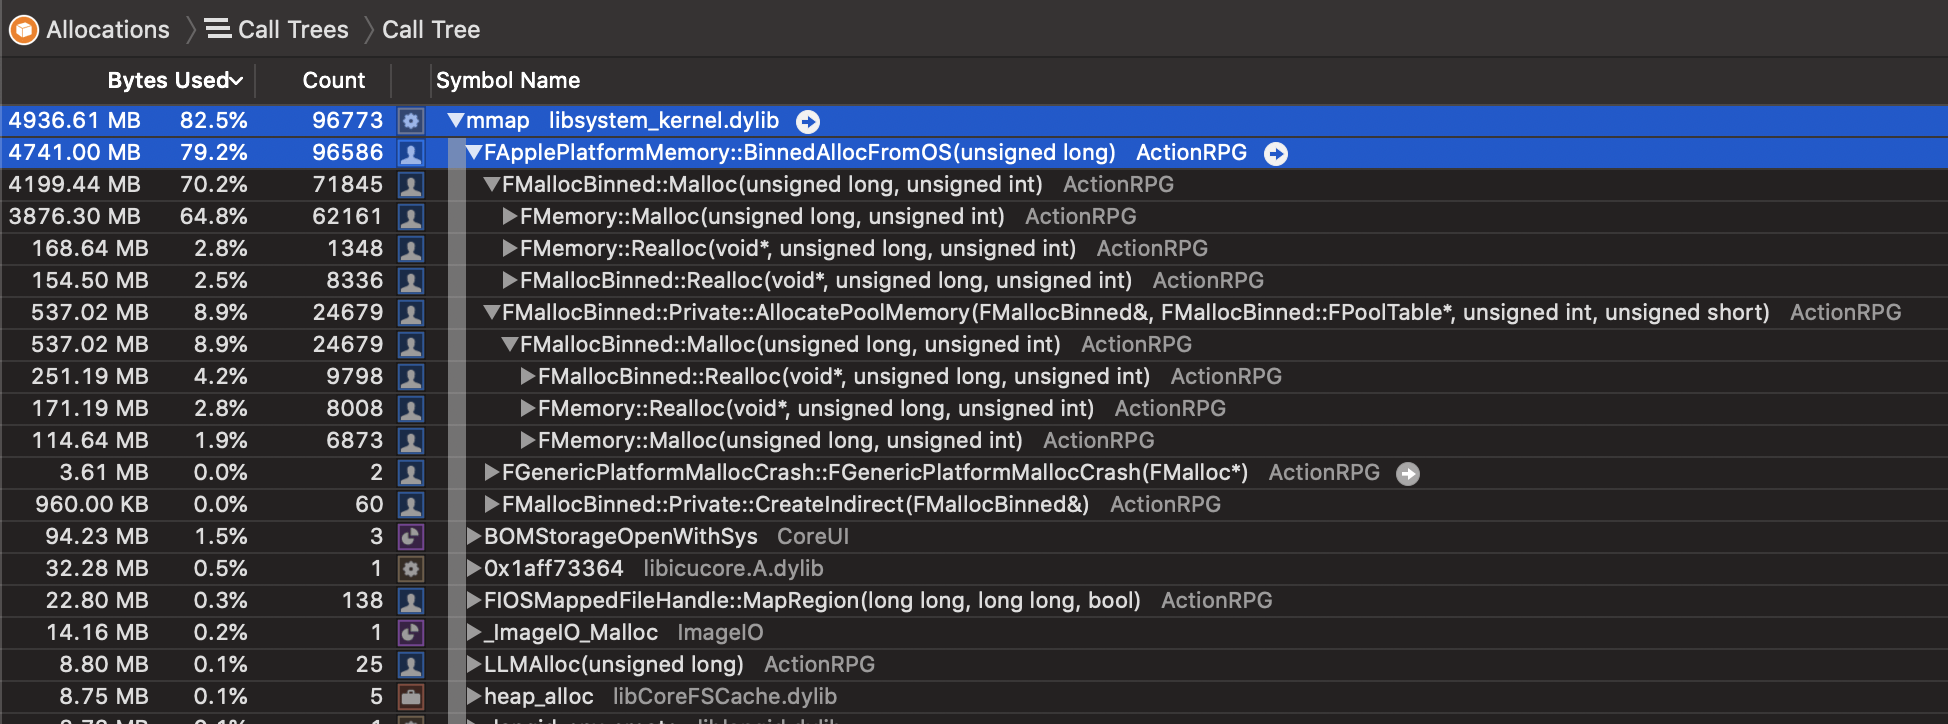 Allocations Call Trees Call Tree
Bytes Used Count Symbol Name
4936.61 MB 82.5% 96773 mmap libsystem_kernel.dylib
4741.00 MB 79.2% 96586 FApplePlatformMemory::BinnedAllocFromOS(unsigned long) ActionRPG
4199.44 MB 70.2% 71845 FMallocBinned::Malloc(unsigned long, unsigned int) ActionRPG
3876.30 MB 64.8% 62161 FMemory::Malloc(unsigned long, unsigned int) ActionRPG
168.64 MB 2.8% 1348 FMemory::Realloc(void*, unsigned long, unsigned int) ActionRPG
154.50 MB 2.5% 8336 FMallocBinned::Realloc(void*, unsigned long, unsigned int) ActionRPG
537.02 MB 8.9% 24679 FMallocBinned::Private::AllocatePoolMemory(FMallocBinned&, FMallocBinned::FPoolTable*, unsigned int, unsigned short) ActionRPG
537.02 MB 8.9% 24679 FMallocBinned::Malloc(unsigned long, unsigned int) ActionRPG
251.19 MB 4.2% 9798 FMallocBinned::Realloc(void*, unsigned long, unsigned int) ActionRPG
171.19 MB 2.8% 8008 FMemory::Realloc(void*, unsigned long, unsigned int) ActionRPG
114.64 MB 1.9% 6873 FMemory::Malloc(unsigned long, unsigned int) ActionRPG
3.61 MB 0.0% 2 FGenericPlatformMallocCrash::FGenericPlatformMallocCrash(FMalloc*) ActionRPG
960.00 KB 0.0% 60 FMallocBinned::Private::CreateIndirect(FMallocBinned&) ActionRPG
94.23 MB 1.5% 3 BOMStorageOpenWithSys CoreUI
32.28 MB 0.5% 1 0x1aff73364 libicucore.A.dylib
22.80 MB 0.3% 138 FIOSMappedFileHandle::MapRegion(long long, long long, bool) ActionRPG
14.16 MB 0.2% 1 _ImageIO_Malloc ImageIO
8.80 MB 0.1% 25 LLMAlloc(unsigned long) ActionRPG
8.75 MB 0.1% 5 heap_alloc libCoreFSCache.dylib